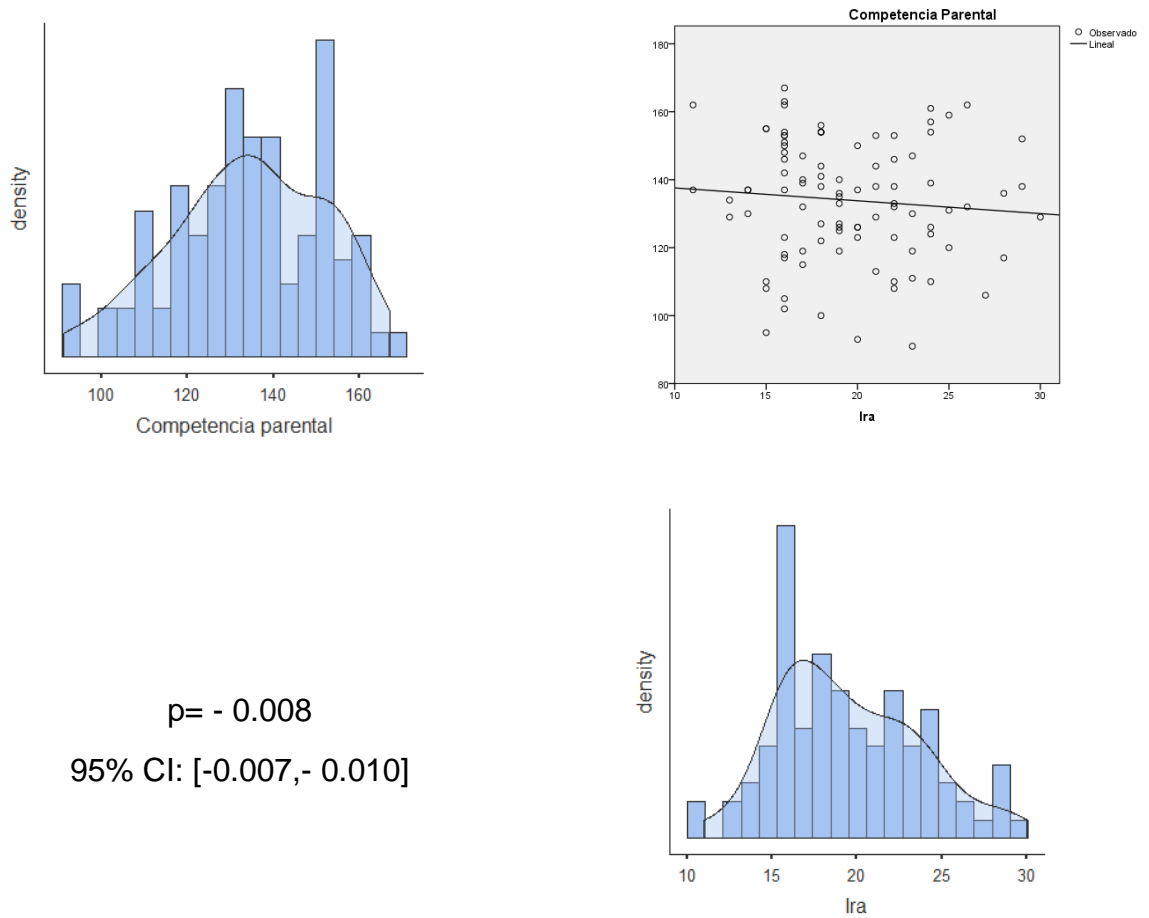 density
100 120 140 160
Competencia parental
Competencia Parental
Observado
Lineal
180
160
140
120
100
80
10 15 20 25 30
Ira
p= - 0.008
95% CI: [-0.007,- 0.010]
density
10 15 20 25 30
Ira